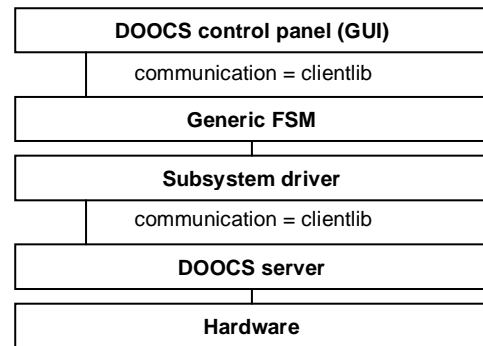 DOOCS control panel (GUI)
communication = clientlib
Generic FSM
Subsystem driver
communication = clientlib
DOOCS server
Hardware